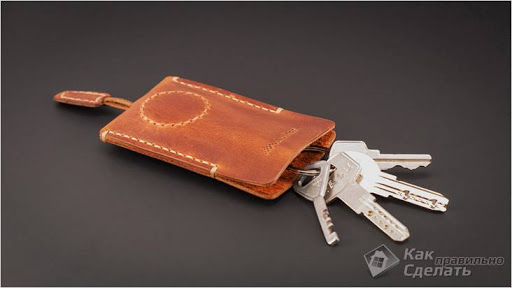 Как правильно
Сделать